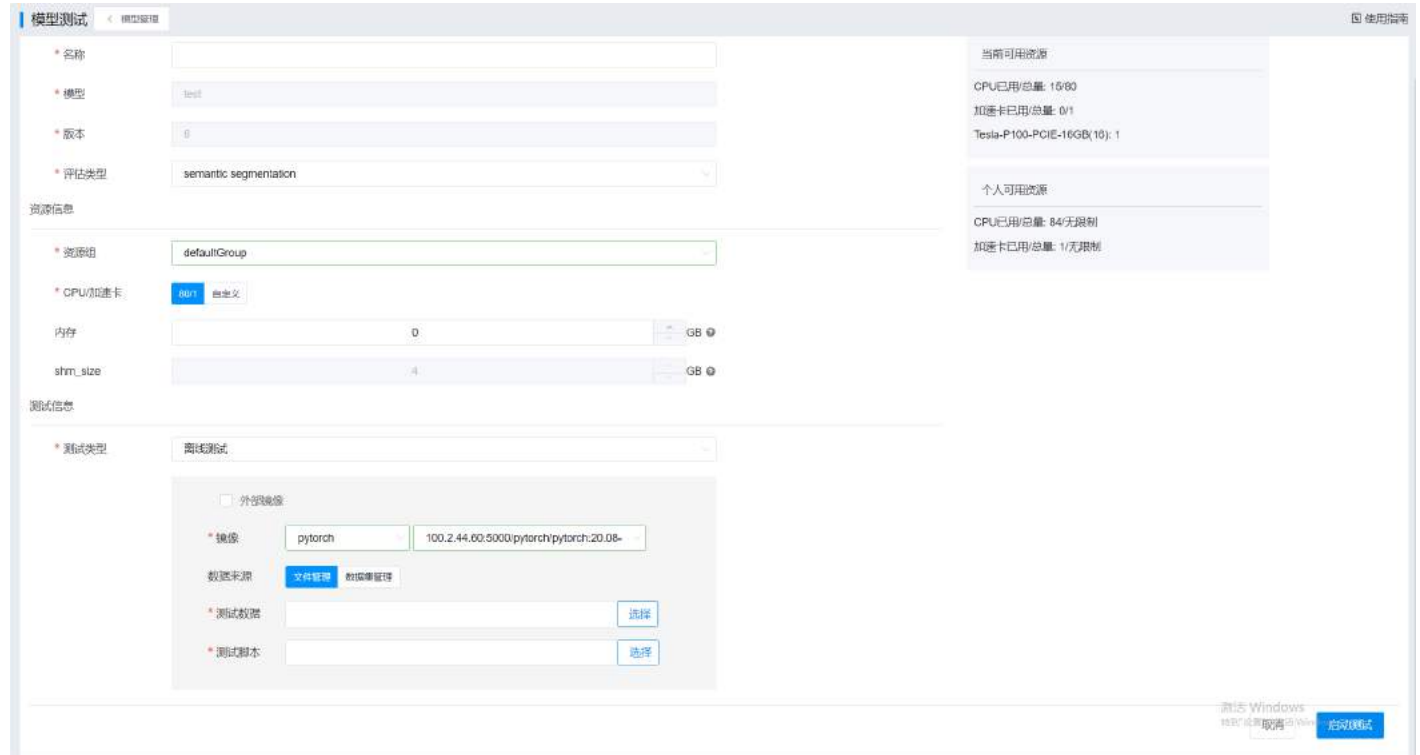 模型测试 < 模型管理
使用指南
* 名称
* 模型 test
* 版本 6
* 评估类型 semantic segmentation
资源信息
* 资源组 defaultGroup
* CPU/加速卡 80/1 自定义
内存 0 GB
shm_size 4 GB
测试信息
* 测试类型 离线测试
外部镜像
* 镜像 pytorch 100.2.44.60:5000/pytorch/pytorch:20.08-
数据来源 文件管理 数据集管理
* 测试数据 选择
* 测试脚本 选择
当前可用资源
CPU已用/总量: 15/80
加速卡已用/总量: 0/1
Tesla-P100-PCIE-16GB(16): 1
个人可用资源
CPU已用/总量: 84/无限制
加速卡已用/总量: 1/无限制
激活 Windows
取消 启动测试